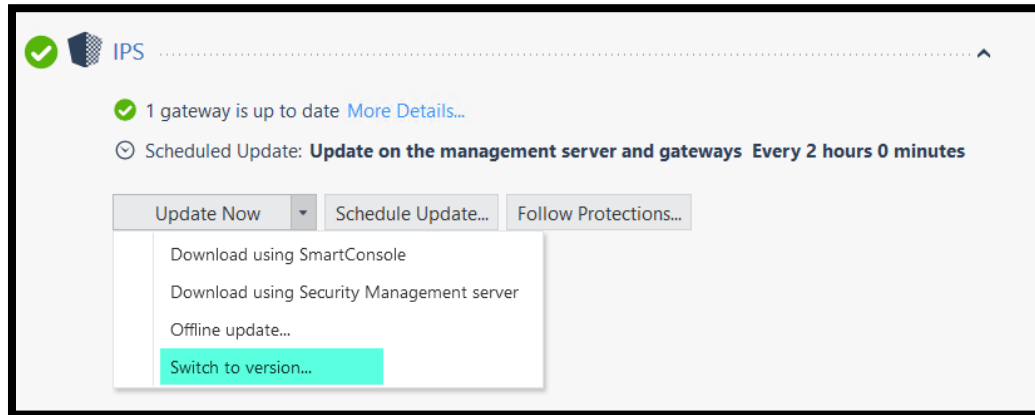 IPS
1 gateway is up to date More Details...
Scheduled Update: Update on the management server and gateways Every 2 hours 0 minutes
Update Now Schedule Update... Follow Protections...
Download using SmartConsole
Download using Security Management server
Offline update...
Switch to version...